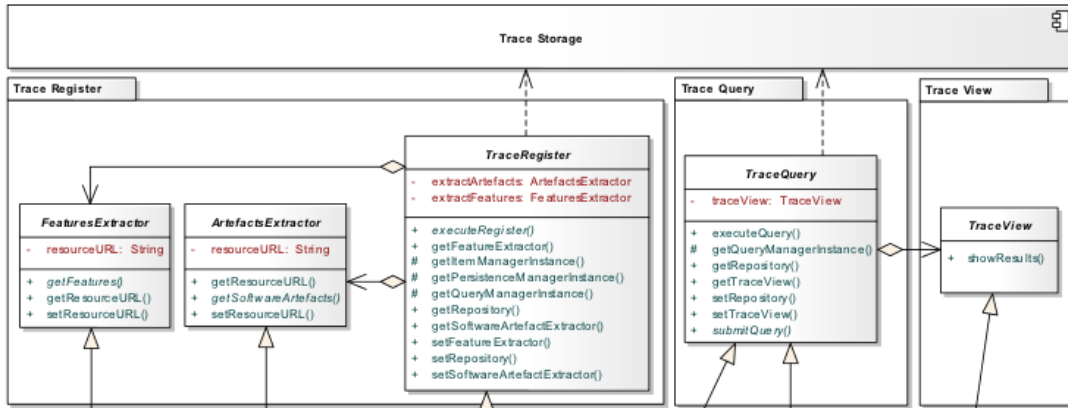 Trace Storage
Trace Register
TraceRegister
- extractArtefacts: ArtefactsExtractor
- extractFeatures: FeaturesExtractor
+ executeRegister()
+ getFeatureExtractor()
# getItemManagerInstance()
# getPersistenceManagerInstance()
# getQueryManagerInstance()
+ getRepository()
+ getSoftwareArtefactExtractor()
+ setFeatureExtractor()
+ setRepository()
+ setSoftwareArtefactExtractor()
FeaturesExtractor
- resourceURL: String
+ getFeatures()
+ getResourceURL()
+ setResourceURL()
ArtefactsExtractor
- resourceURL: String
+ getResourceURL()
+ getSoftwareArtefacts()
+ setResourceURL()
Trace Query
TraceQuery
- traceView: TraceView
+ executeQuery()
# getQueryManagerInstance()
+ getRepository()
+ getTraceView()
+ setRepository()
+ setTraceView()
+ submitQuery()
Trace View
TraceView
+ showResults()